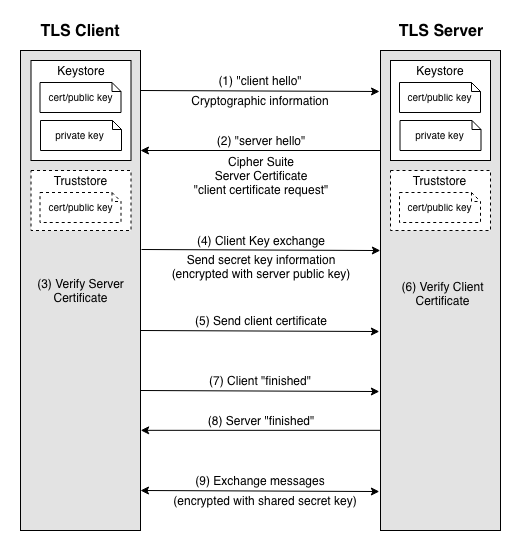 TLS Client
TLS Server
Keystore
cert/public key
private key
Truststore
cert/public key
(3) Verify Server
Certificate
(1) "client hello"
Cryptographic information
(2) "server hello"
Cipher Suite
Server Certificate
"client certificate request"
(4) Client Key exchange
Send secret key information
(encrypted with server public key)
(5) Send client certificate
(7) Client "finished"
(8) Server "finished"
(9) Exchange messages
(encrypted with shared secret key)
Keystore
cert/public key
private key
Truststore
cert/public key
(6) Verify Client
Certificate